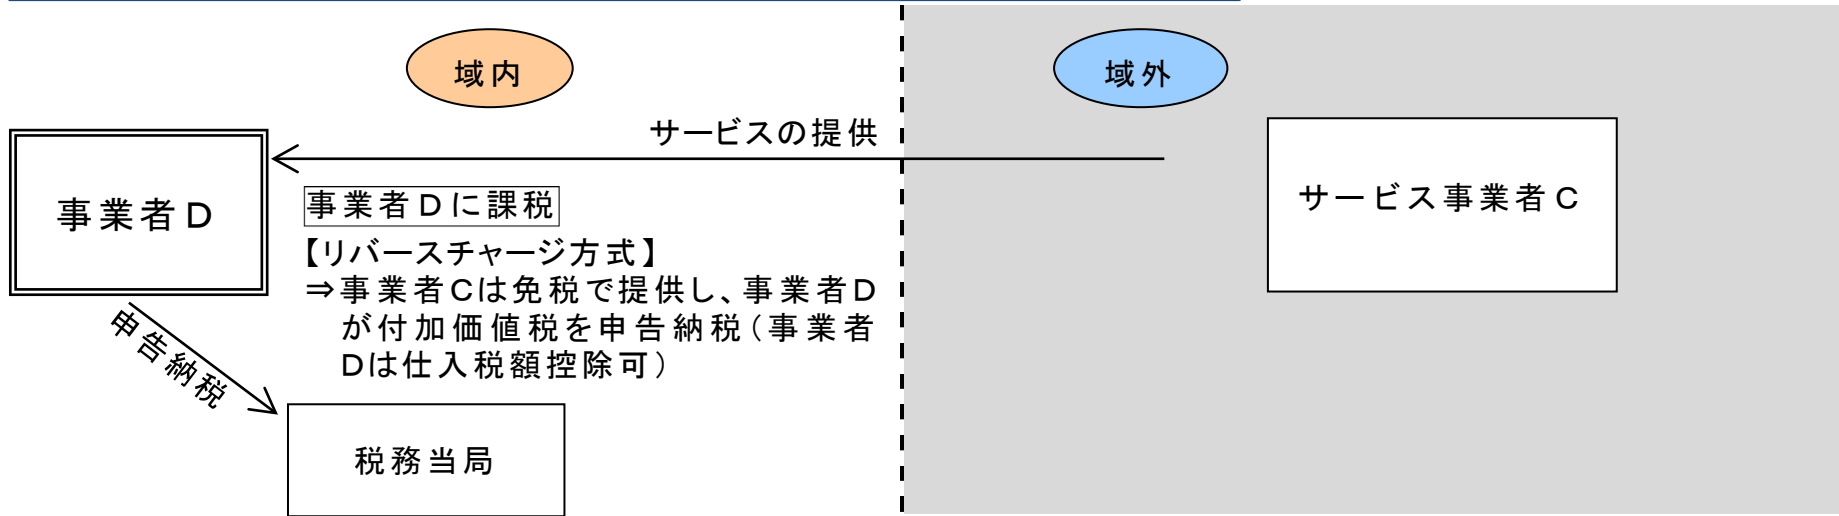 域内
域外
サービスの提供
事業者D
サービス事業者C
事業者Dに課税
【リバースチャージ方式】
⇒事業者Cは免税で提供し、事業者D
が付加価値税を申告納税（事業者
Dは仕入税額控除可）
申告納税
税務当局